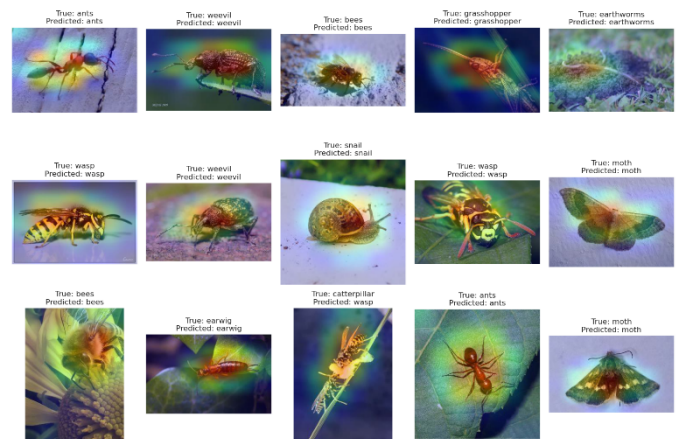 True: ants
Predicted: ants
True: weevil
Predicted: weevil
True: bees
Predicted: bees
True: grasshopper
Predicted: grasshopper
True: earthworms
Predicted: earthworms
True: wasp
Predicted: wasp
True: weevil
Predicted: weevil
True: snail
Predicted: snail
True: wasp
Predicted: wasp
True: moth
Predicted: moth
True: bees
Predicted: bees
True: earwig
Predicted: earwig
True: catterpillar
Predicted: wasp
True: ants
Predicted: ants
True: moth
Predicted: moth